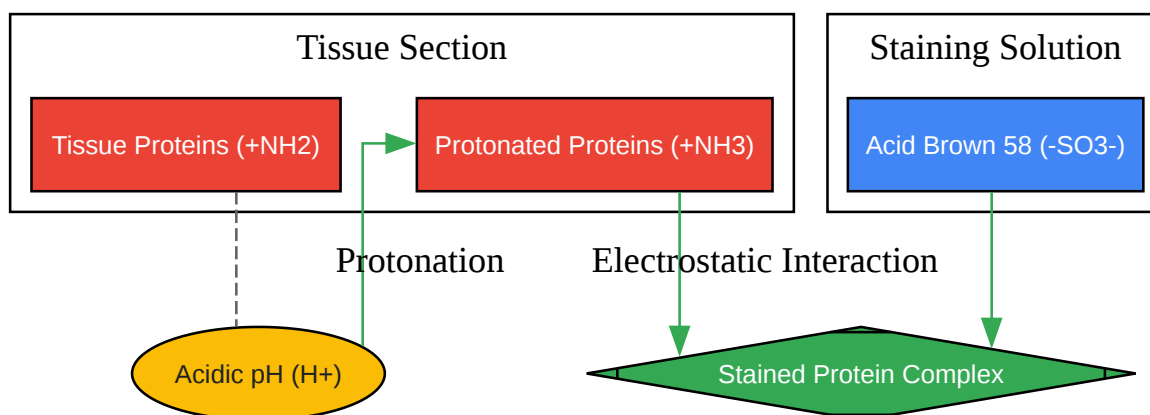 Tissue Section
Staining Solution
Tissue Proteins (+NH2)
Protonated Proteins (+NH3)
Acid Brown 58 (-SO3-)
Protonation
Electrostatic Interaction
Acidic pH (H+)
Stained Protein Complex